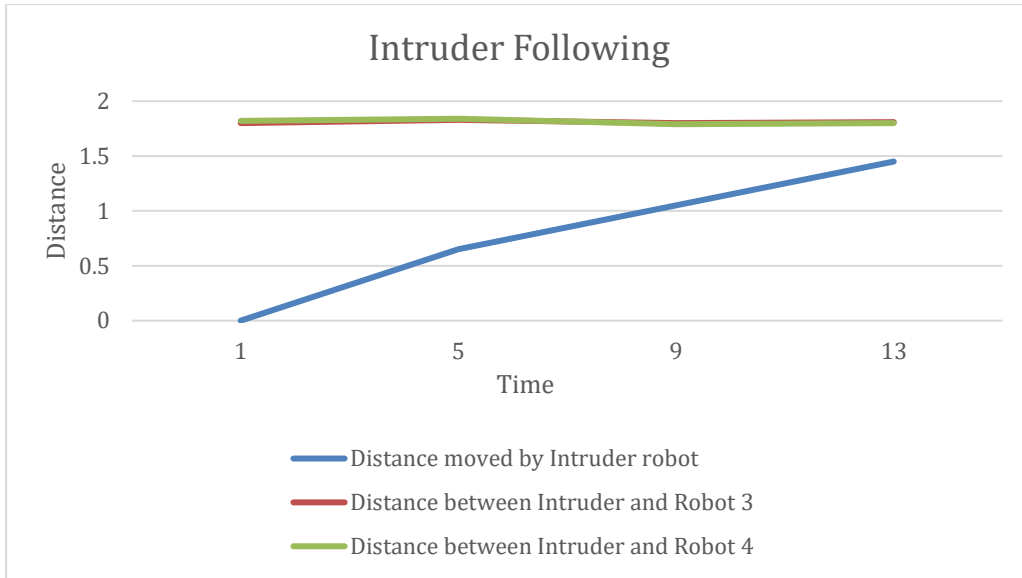 Intruder Following
2
1.5
1
0.5
0
Distance
1 5 9 13
Time
Distance moved by Intruder robot
Distance between Intruder and Robot 3
Distance between Intruder and Robot 4